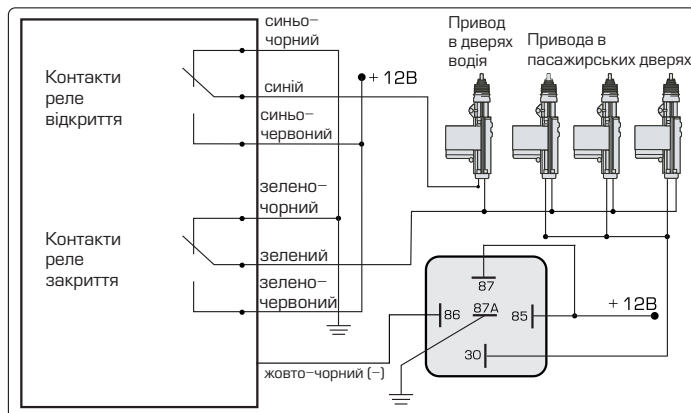 синьо–
чорний
Контакти
реле
відкриття
синій
+ 12В
синьо–
червоний
Привод
в дверях
водія
Привода в
пасажирських дверях
зелено–
чорний
Контакти
реле
закриття
зелений
зелено–
червоний
87
86
87А
85
+ 12В
30
жовто-чорний (–)